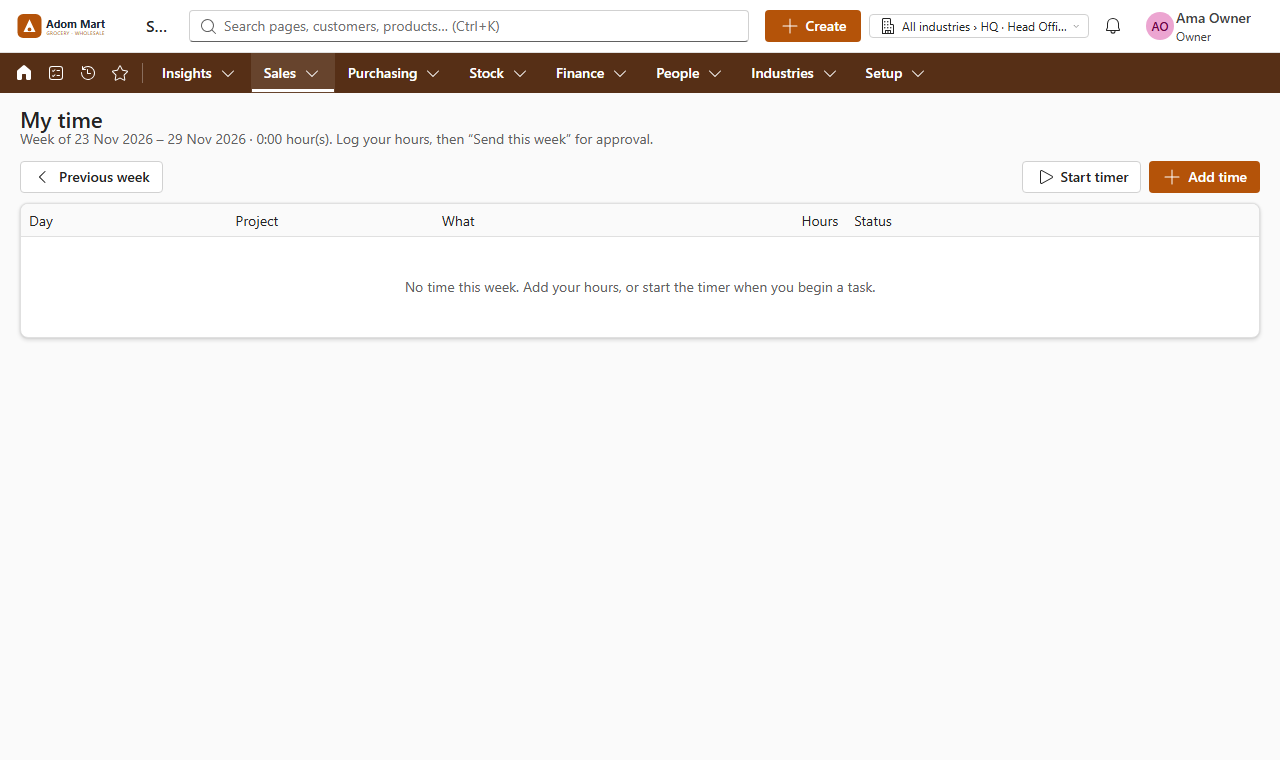 Adom Mart
GROCERY · WHOLESALE
S...
Search pages, customers, products... (Ctrl+K)
Create
All industries › HQ · Head Offi...
AO
Ama Owner
Owner
Insights
Sales
Purchasing
Stock
Finance
People
Industries
Setup
My time
Week of 23 Nov 2026 – 29 Nov 2026 · 0:00 hour(s). Log your hours, then “Send this week” for approval.
Previous week
Start timer
Add time
Day Project What Hours Status
No time this week. Add your hours, or start the timer when you begin a task.